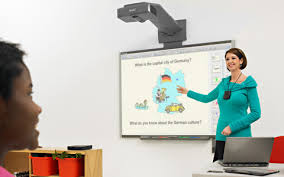 What is the capital city of Germany?
What do you know about the German culture?